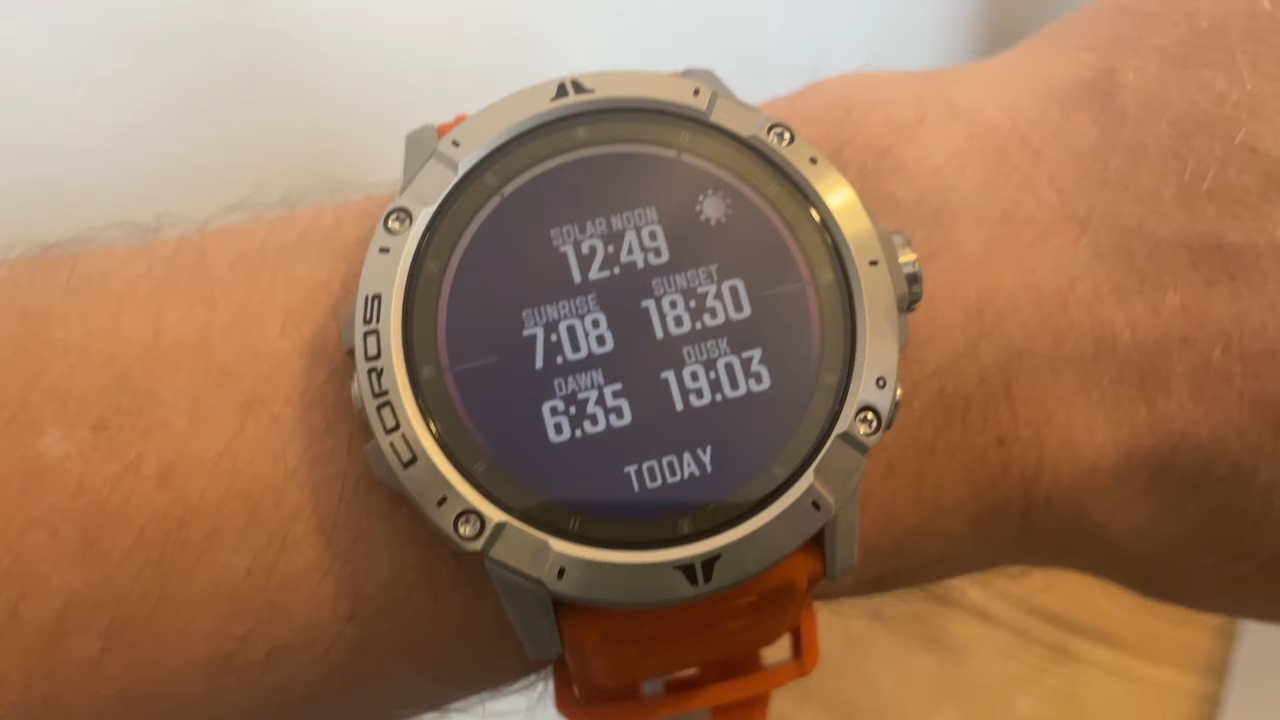 SOLAR NOON
12:49
SUNRISE
7:08
SUNSET
18:30
DAWN
6:35
DUSK
19:03
TODAY
COROS